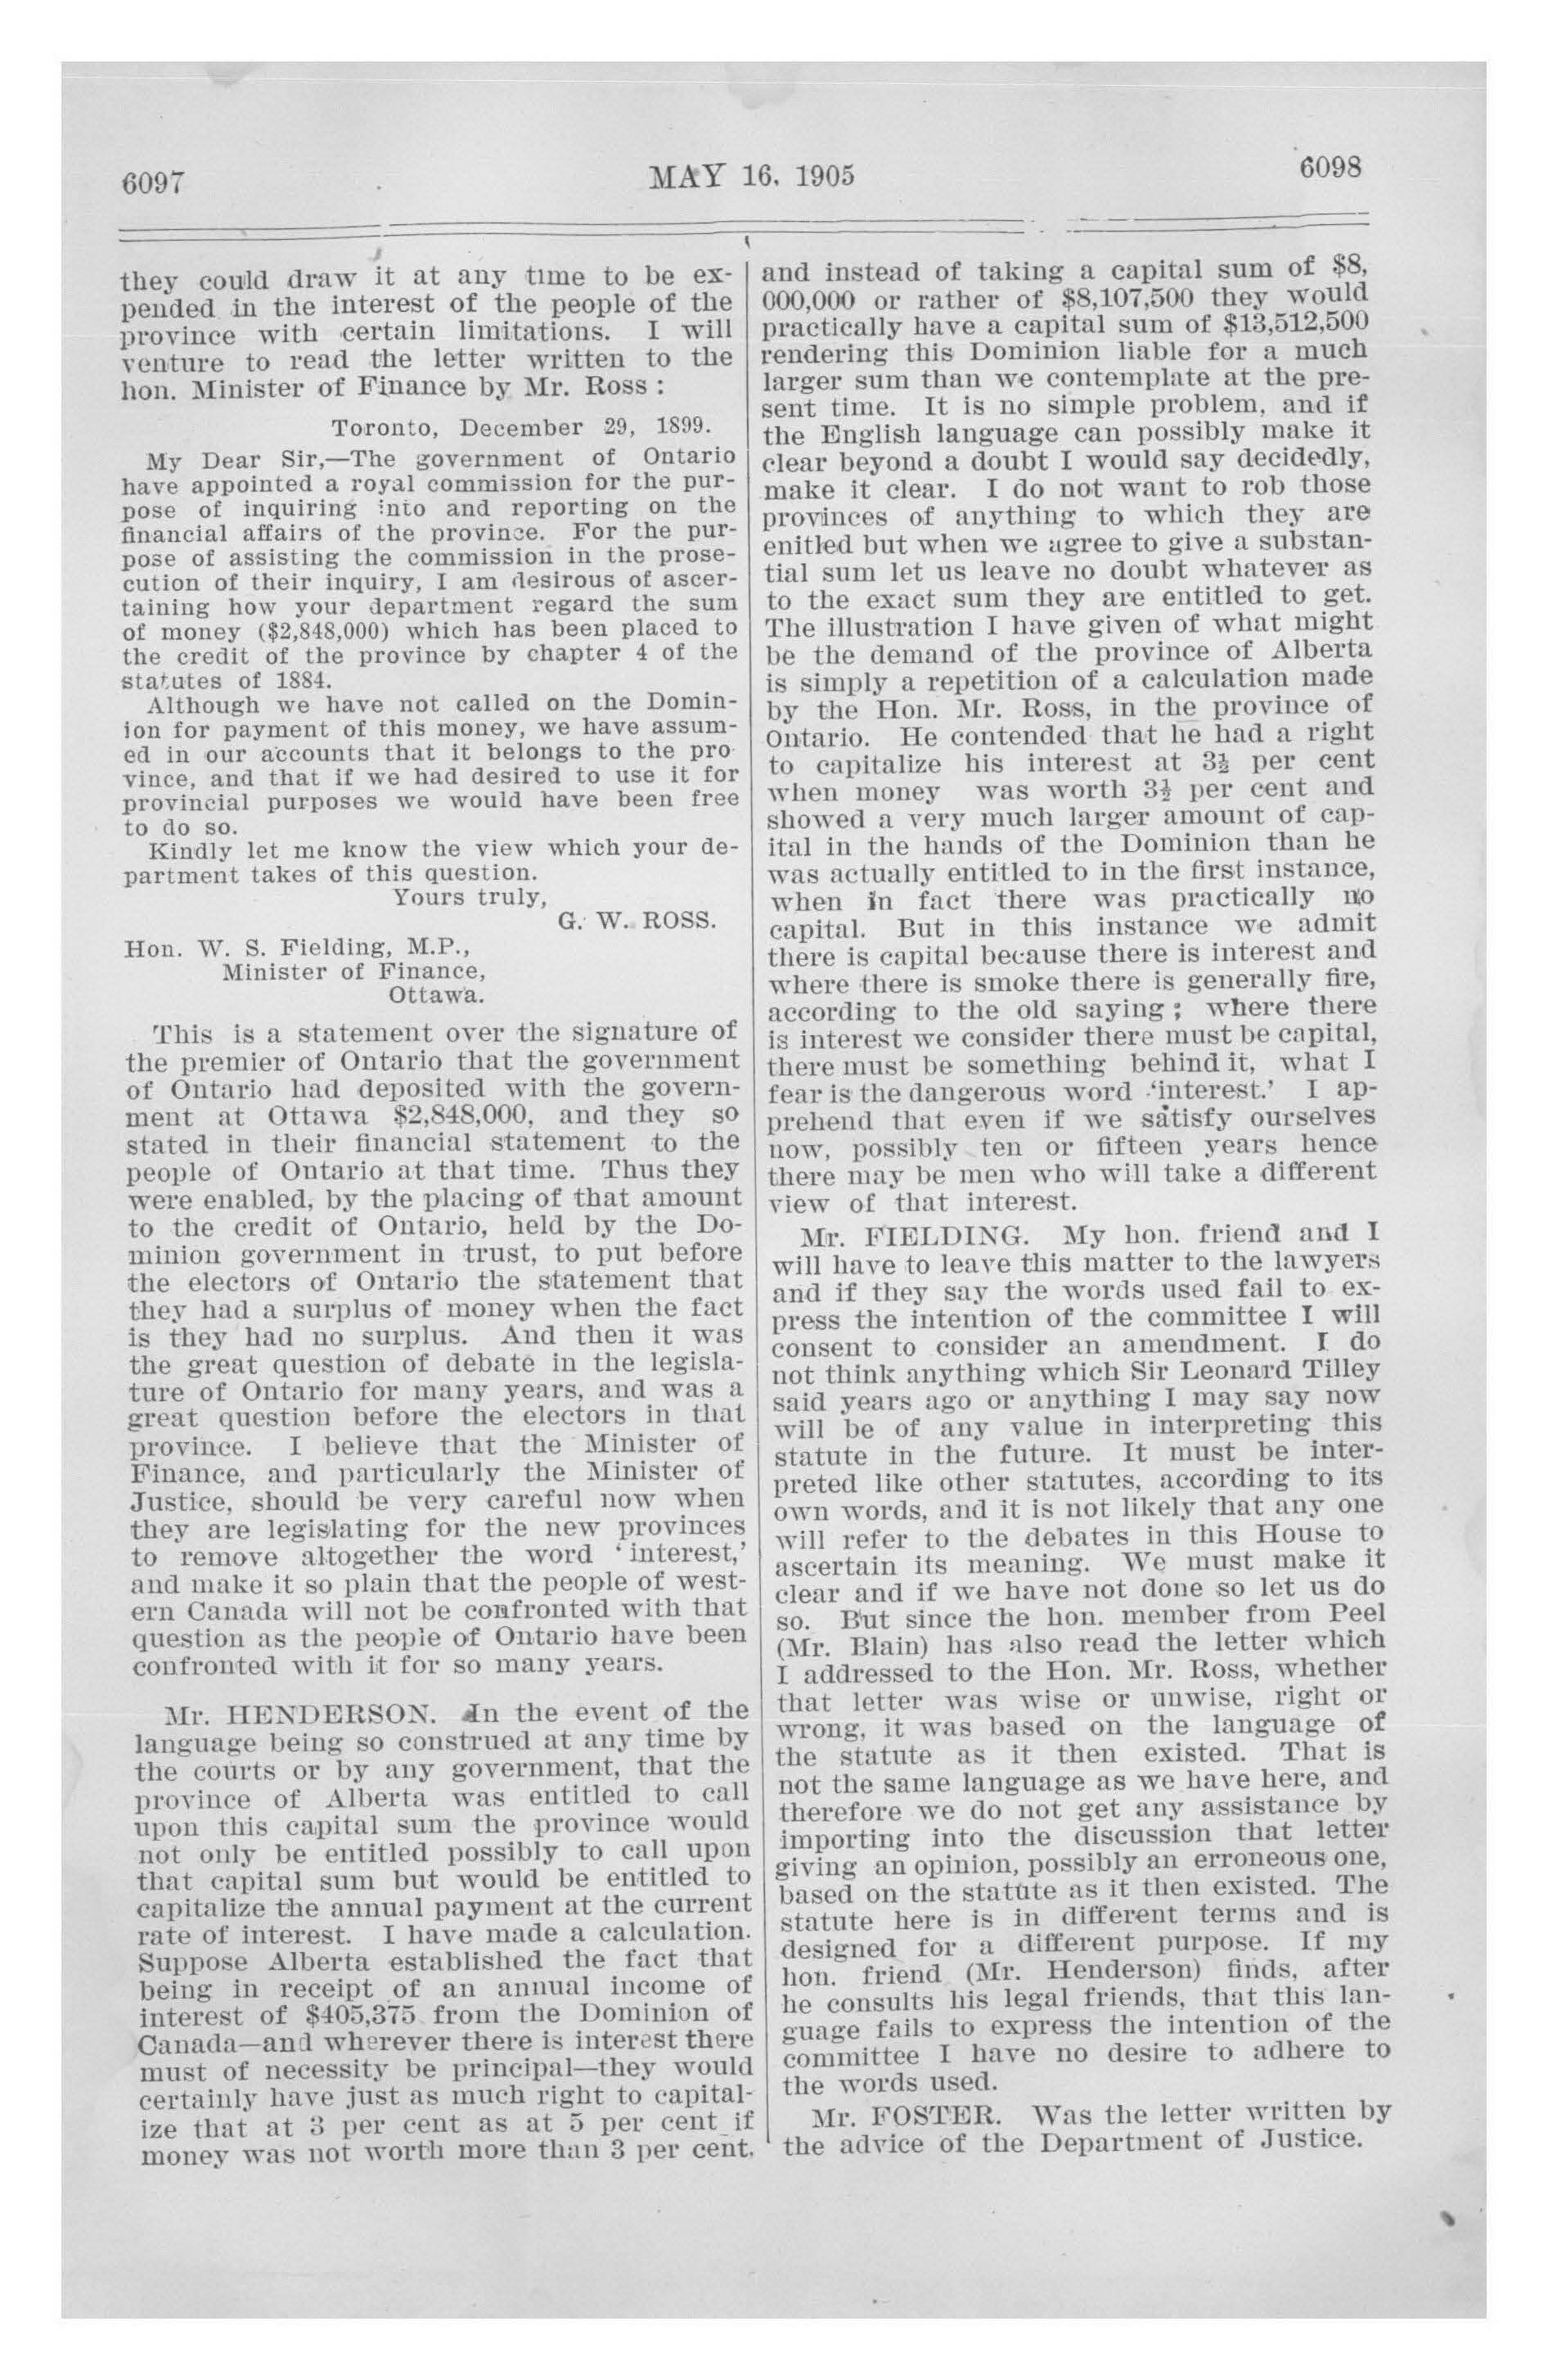 6097
MAY 16, 1905
6098
they could draw it at any time to be ex-
pended in the interest of the people of the
province with certain limitations. I will
venture to read the letter written to the
hon. Minister of Finance by Mr. Ross :
Toronto, December 29, 1899.
My Dear Sir,—The government of Ontario
have appointed a royal commission for the pur-
pose of inquiring into and reporting on the
financial affairs of the province. For the pur-
pose of assisting the commission in the prose-
cution of their inquiry, I am desirous of ascer-
taining how your department regard the sum
of money ($2,848,000) which has been placed to
the credit of the province by chapter 4 of the
statutes of 1884.
Although we have not called on the Domin-
ion for payment of this money, we have assum-
ed in our accounts that it belongs to the pro-
vince, and that if we had desired to use it for
provincial purposes we would have been free
to do so.
Kindly let me know the view which your de-
partment takes of this question.
Yours truly,
G. W. ROSS.
Hon. W. S. Fielding, M.P.,
Minister of Finance,
Ottawa.
This is a statement over the signature of
the premier of Ontario that the government
of Ontario had deposited with the govern-
ment at Ottawa $2,848,000, and they so
stated in their financial statement to the
people of Ontario at that time. Thus they
were enabled, by the placing of that amount
to the credit of Ontario, held by the Do-
minion government in trust, to put before
the electors of Ontario the statement that
they had a surplus of money when the fact
is they had no surplus. And then it was
the great question of debate in the legisla-
ture of Ontario for many years, and was a
great question before the electors in that
province. I believe that the Minister of
Finance, and particularly the Minister of
Justice, should be very careful now when
they are legislating for the new provinces
to remove altogether the word ‘ interest,’
and make it so plain that the people of west-
ern Canada will not be confronted with that
question as the people of Ontario have been
confronted with it for so many years.
Mr. HENDERSON. In the event of the
language being so construed at any time by
the courts or by any government, that the
province of Alberta was entitled to call
upon this capital sum the province would
not only be entitled possibly to call upon
that capital sum but would be entitled to
capitalize the annual payment at the current
rate of interest. I have made a calculation.
Suppose Alberta established the fact that
being in receipt of an annual income of
interest of $405,375 from the Dominion of
Canada—and wherever there is interest there
must of necessity be principal—they would
certainly have just as much right to capital-
ize that at 3 per cent as at 5 per cent if
money was not worth more than 3 per cent.
and instead of taking a capital sum of $8,
000,000 or rather of $8,107,500 they would
practically have a capital sum of $13,512,500
rendering this Dominion liable for a much
larger sum than we contemplate at the pre-
sent time. It is no simple problem, and if
the English language can possibly make it
clear beyond a doubt I would say decidedly,
make it clear. I do not want to rob those
provinces of anything to which they are
enitled but when we agree to give a substan-
tial sum let us leave no doubt whatever as
to the exact sum they are entitled to get.
The illustration I have given of what might
be the demand of the province of Alberta
is simply a repetition of a calculation made
by the Hon. Mr. Ross, in the province of
Ontario. He contended that he had a right
to capitalize his interest at 3½ per cent
when money was worth 3½ per cent and
showed a very much larger amount of cap-
ital in the hands of the Dominion than he
was actually entitled to in the first instance,
when in fact there was practically no
capital. But in this instance we admit
there is capital because there is interest and
where there is smoke there is generally fire,
according to the old saying ; where there
is interest we consider there must be capital,
there must be something behind it, what I
fear is the dangerous word ‘interest.’ I ap-
prehend that even if we satisfy ourselves
now, possibly ten or fifteen years hence
there may be men who will take a different
view of that interest.
Mr. FIELDING. My hon. friend and I
will have to leave this matter to the lawyers
and if they say the words used fail to ex-
press the intention of the committee I will
consent to consider an amendment. I do
not think anything which Sir Leonard Tilley
said years ago or anything I may say now
will be of any value in interpreting this
statute in the future. It must be inter-
preted like other statutes, according to its
own words, and it is not likely that any one
will refer to the debates in this House to
ascertain its meaning. We must make it
clear and if we have not done so let us do
so. But since the hon. member from Peel
(Mr. Blain) has also read the letter which
I addressed to the Hon. Mr. Ross, whether
that letter was wise or unwise, right or
wrong, it was based on the language of
the statute as it then existed. That is
not the same language as we have here, and
therefore we do not get any assistance by
importing into the discussion that letter
giving an opinion, possibly an erroneous one,
based on the statute as it then existed. The
statute here is in different terms and is
designed for a different purpose. If my
hon. friend (Mr. Henderson) finds, after
he consults his legal friends, that this lan-
guage fails to express the intention of the
committee I have no desire to adhere to
the words used.
Mr. FOSTER. Was the letter written by
the advice of the Department of Justice.